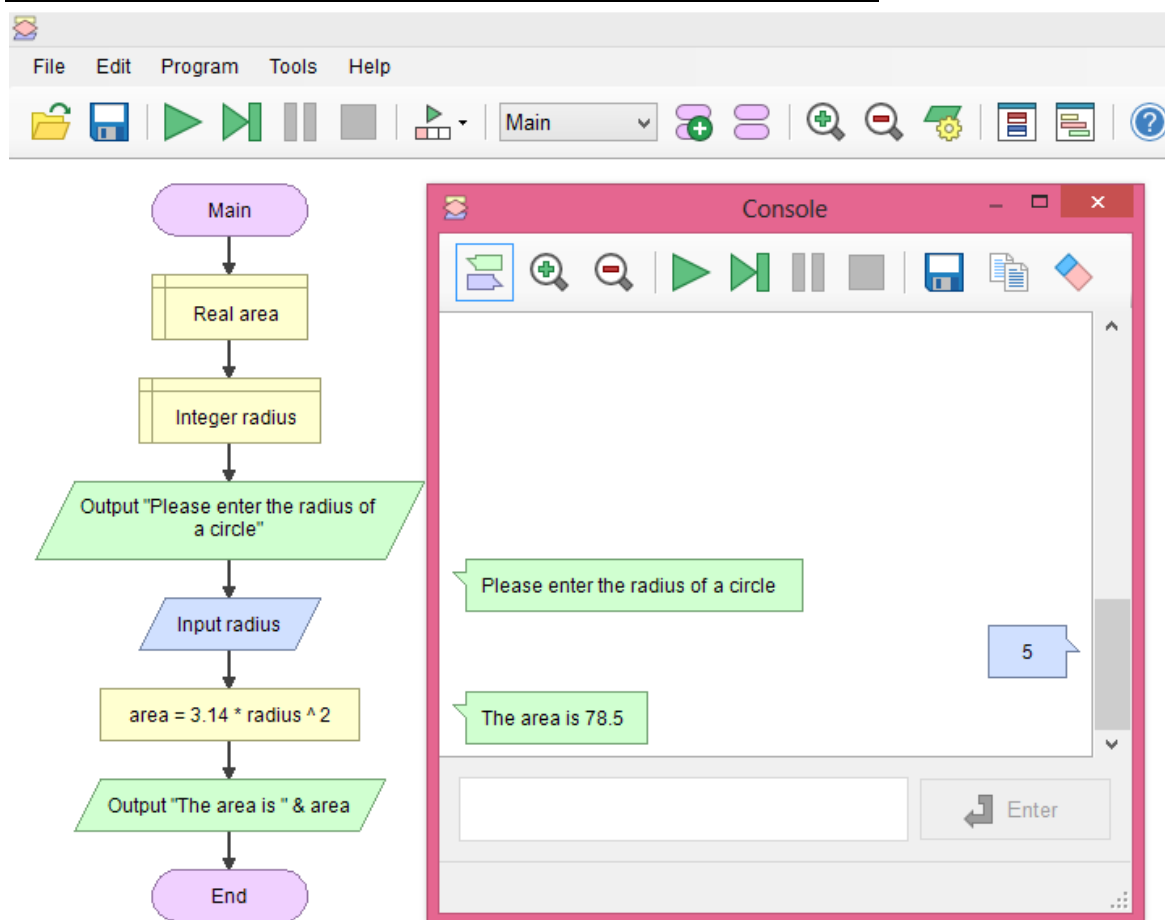 File Edit Program Tools Help
Main
Main
Real area
Integer radius
Output "Please enter the radius of
a circle"
Input radius
area = 3.14 * radius ^ 2
Output "The area is " & area
End
Console
Please enter the radius of a circle
5
The area is 78.5
Enter